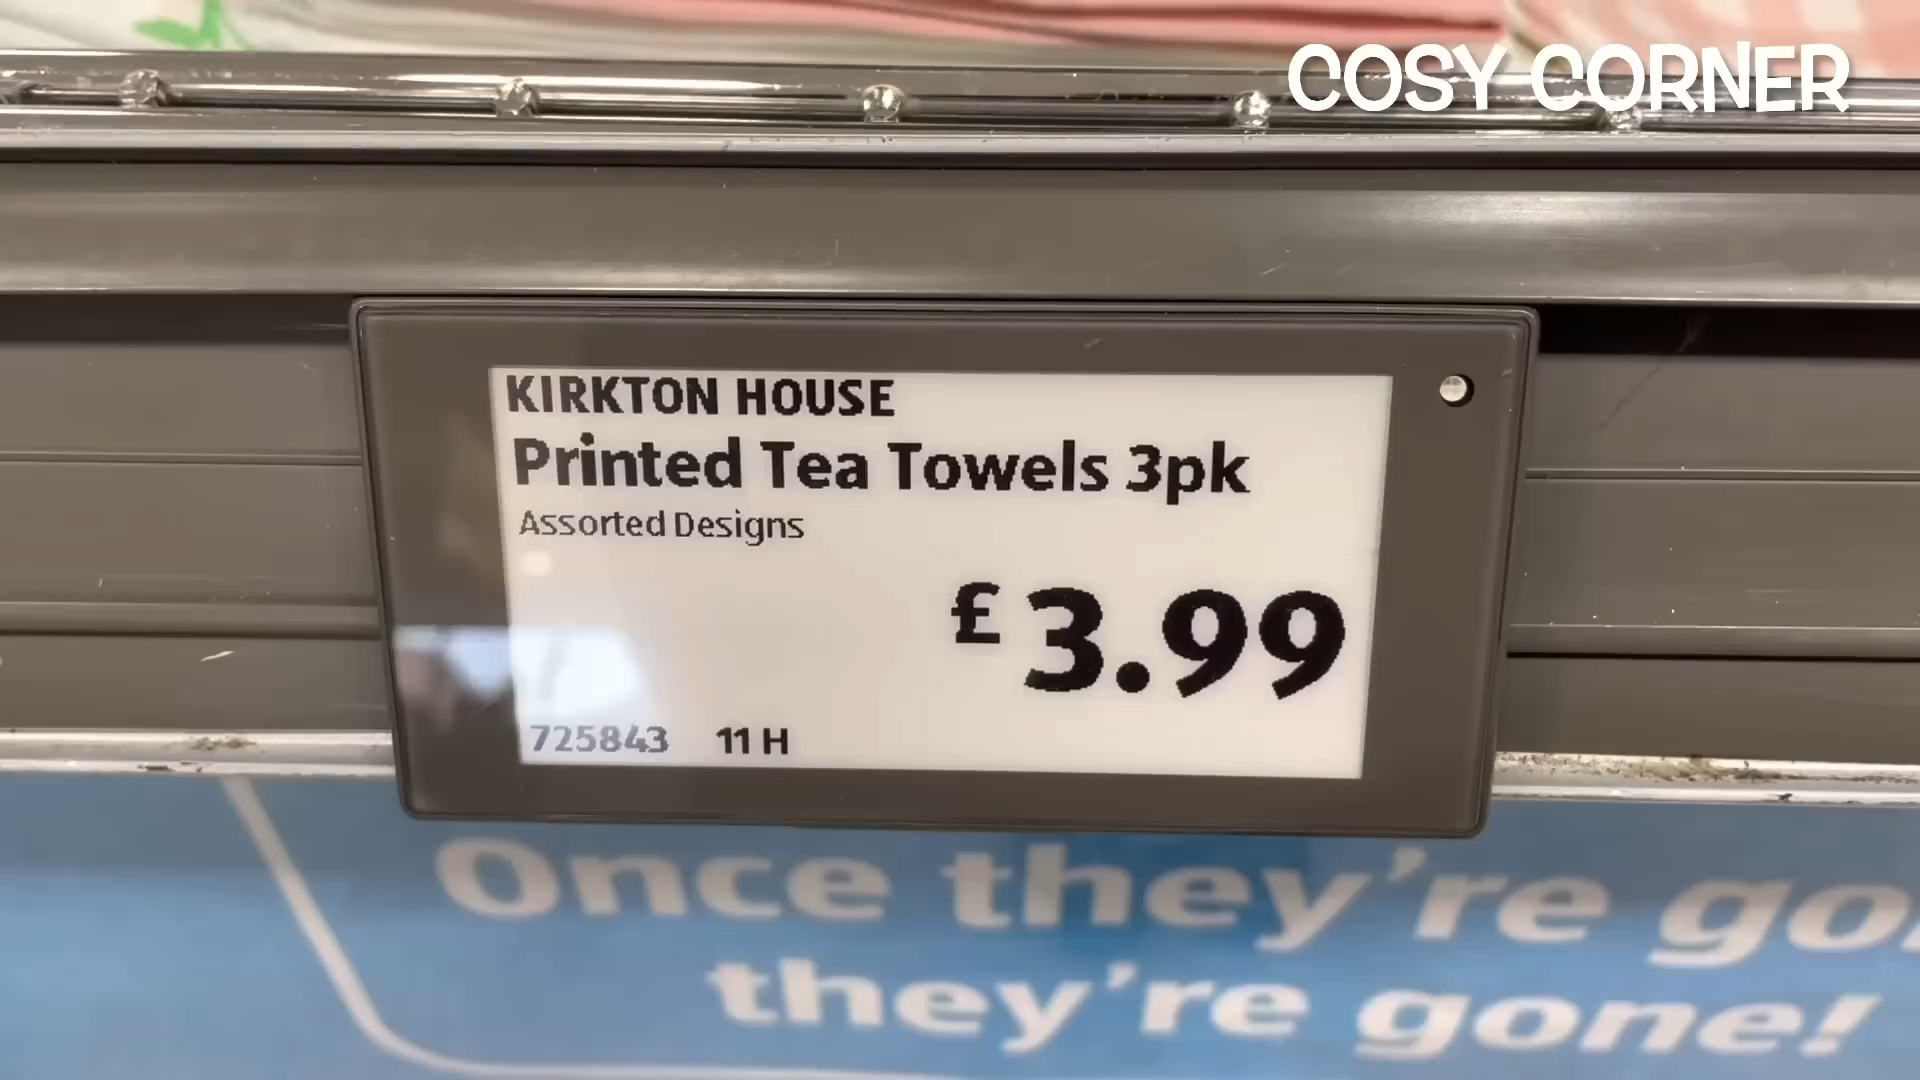 COSY CORNER
KIRKTON HOUSE
Printed Tea Towels 3pk
Assorted Designs
£3.99
725843 11 H
Once they're
they're gone!